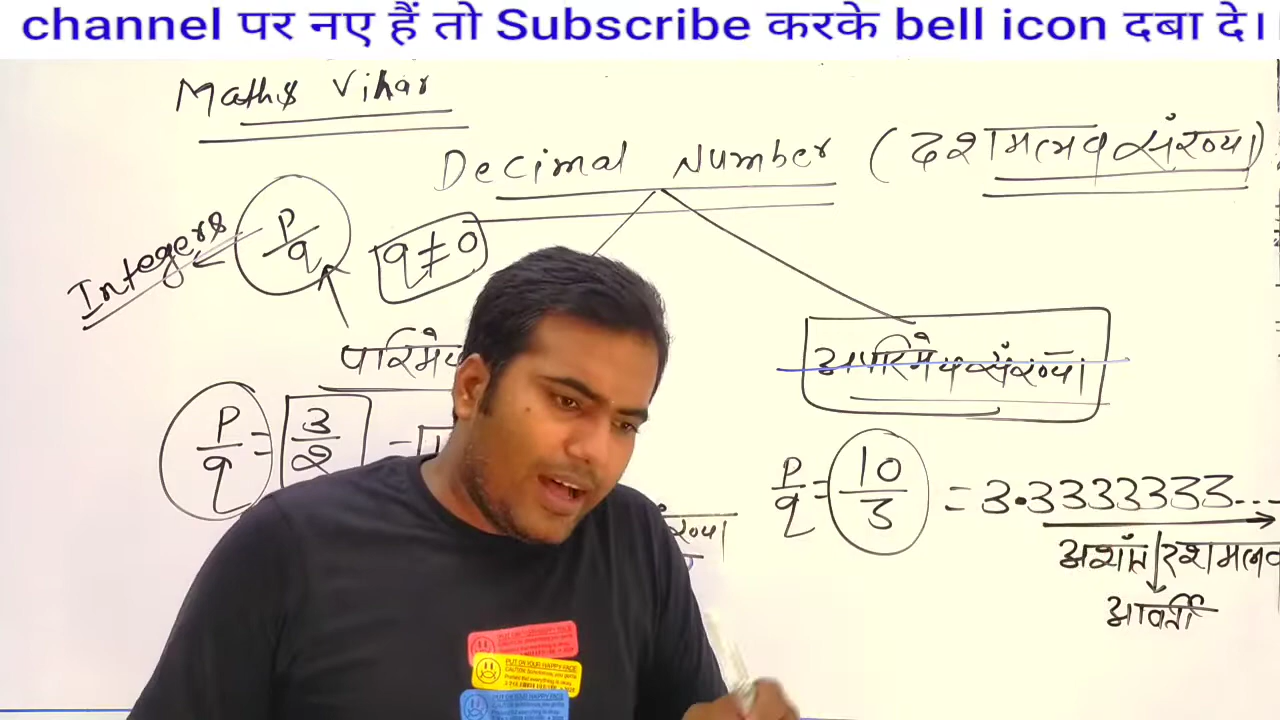 channel पर नए हैं तो Subscribe करके bell icon दबा दे।
Maths Vihar
Decimal Number (दशमलव संख्या)
Integers
p/q
q≠0
अपरिमेय संख्या
p/q = 3/2 =
p/q = 10/3 = 3.3333333...
अशांत / दशमलव
आवर्ती